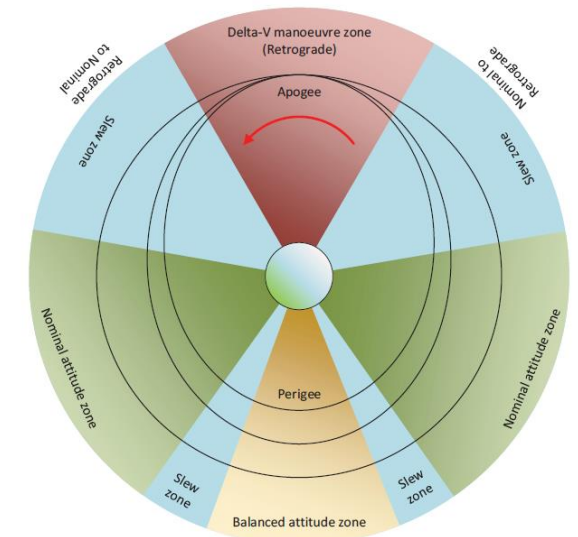 Delta-V manoeuvre zone
(Retrograde)
Retrograde
to Nominal
Nominal to
Retrograde
Apogee
Slew zone
Slew zone
Nominal attitude zone
Nominal attitude zone
Perigee
Slew
zone
Slew
zone
Balanced attitude zone